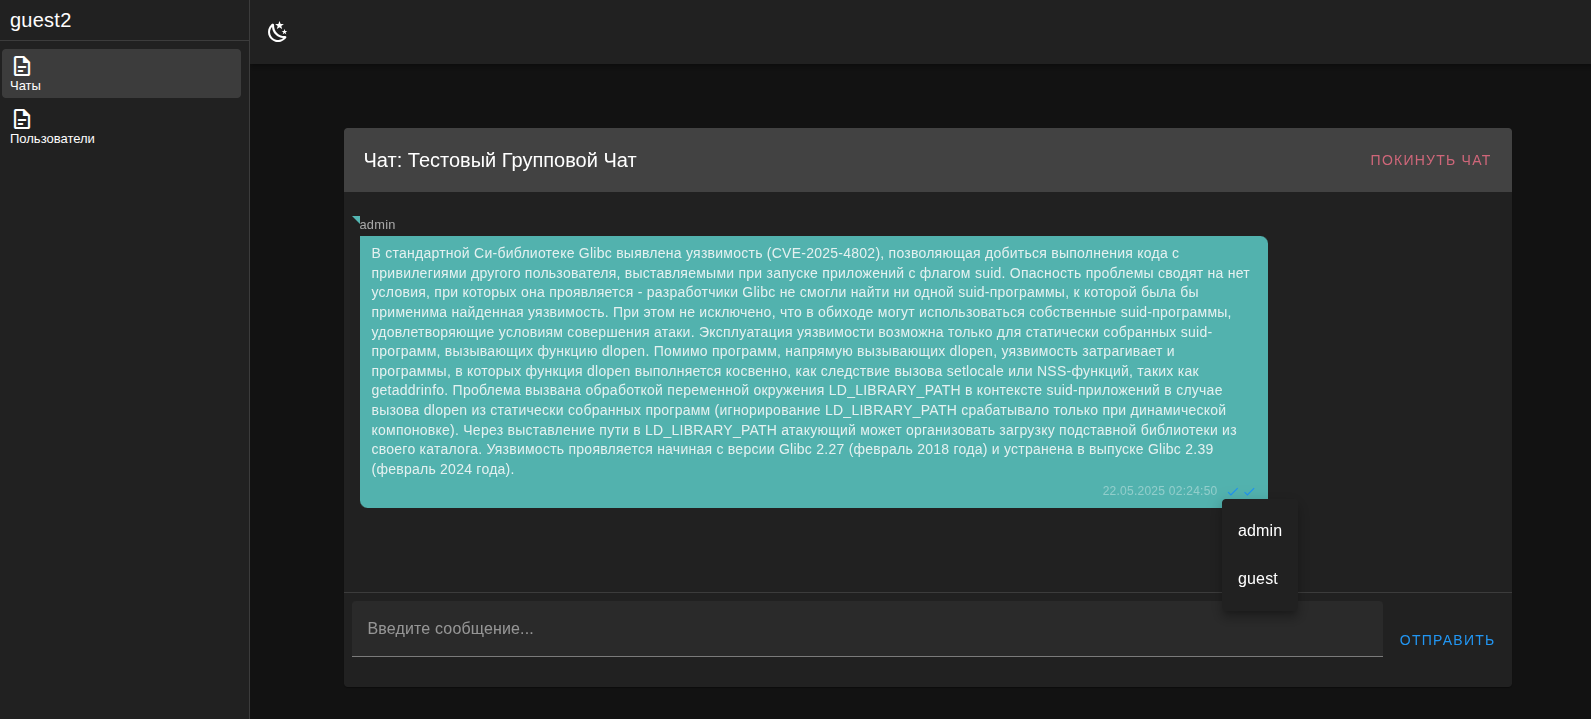 guest2
Чаты
Пользователи
Чат: Тестовый Групповой Чат
ПОКИНУТЬ ЧАТ
admin
В стандартной Си-библиотеке Glibc выявлена уязвимость (CVE-2025-4802), позволяющая добиться выполнения кода с
привилегиями другого пользователя, выставляемыми при запуске приложений с флагом suid. Опасность проблемы сводят на нет
условия, при которых она проявляется - разработчики Glibc не смогли найти ни одной suid-программы, к которой была бы
применима найденная уязвимость. При этом не исключено, что в обиходе могут использоваться собственные suid-программы,
удовлетворяющие условиям совершения атаки. Эксплуатация уязвимости возможна только для статически собранных suid-
программ, вызывающих функцию dlopen. Помимо программ, напрямую вызывающих dlopen, уязвимость затрагивает и
программы, в которых функция dlopen выполняется косвенно, как следствие вызова setlocale или NSS-функций, таких как
getaddrinfo. Проблема вызвана обработкой переменной окружения LD_LIBRARY_PATH в контексте suid-приложений в случае
вызова dlopen из статически собранных программ (игнорирование LD_LIBRARY_PATH срабатывало только при динамической
компоновке). Через выставление пути в LD_LIBRARY_PATH атакующий может организовать загрузку подставной библиотеки из
своего каталога. Уязвимость проявляется начиная с версии Glibc 2.27 (февраль 2018 года) и устранена в выпуске Glibc 2.39
(февраль 2024 года).
22.05.2025 02:24:50
admin
guest
Введите сообщение...
ОТПРАВИТЬ